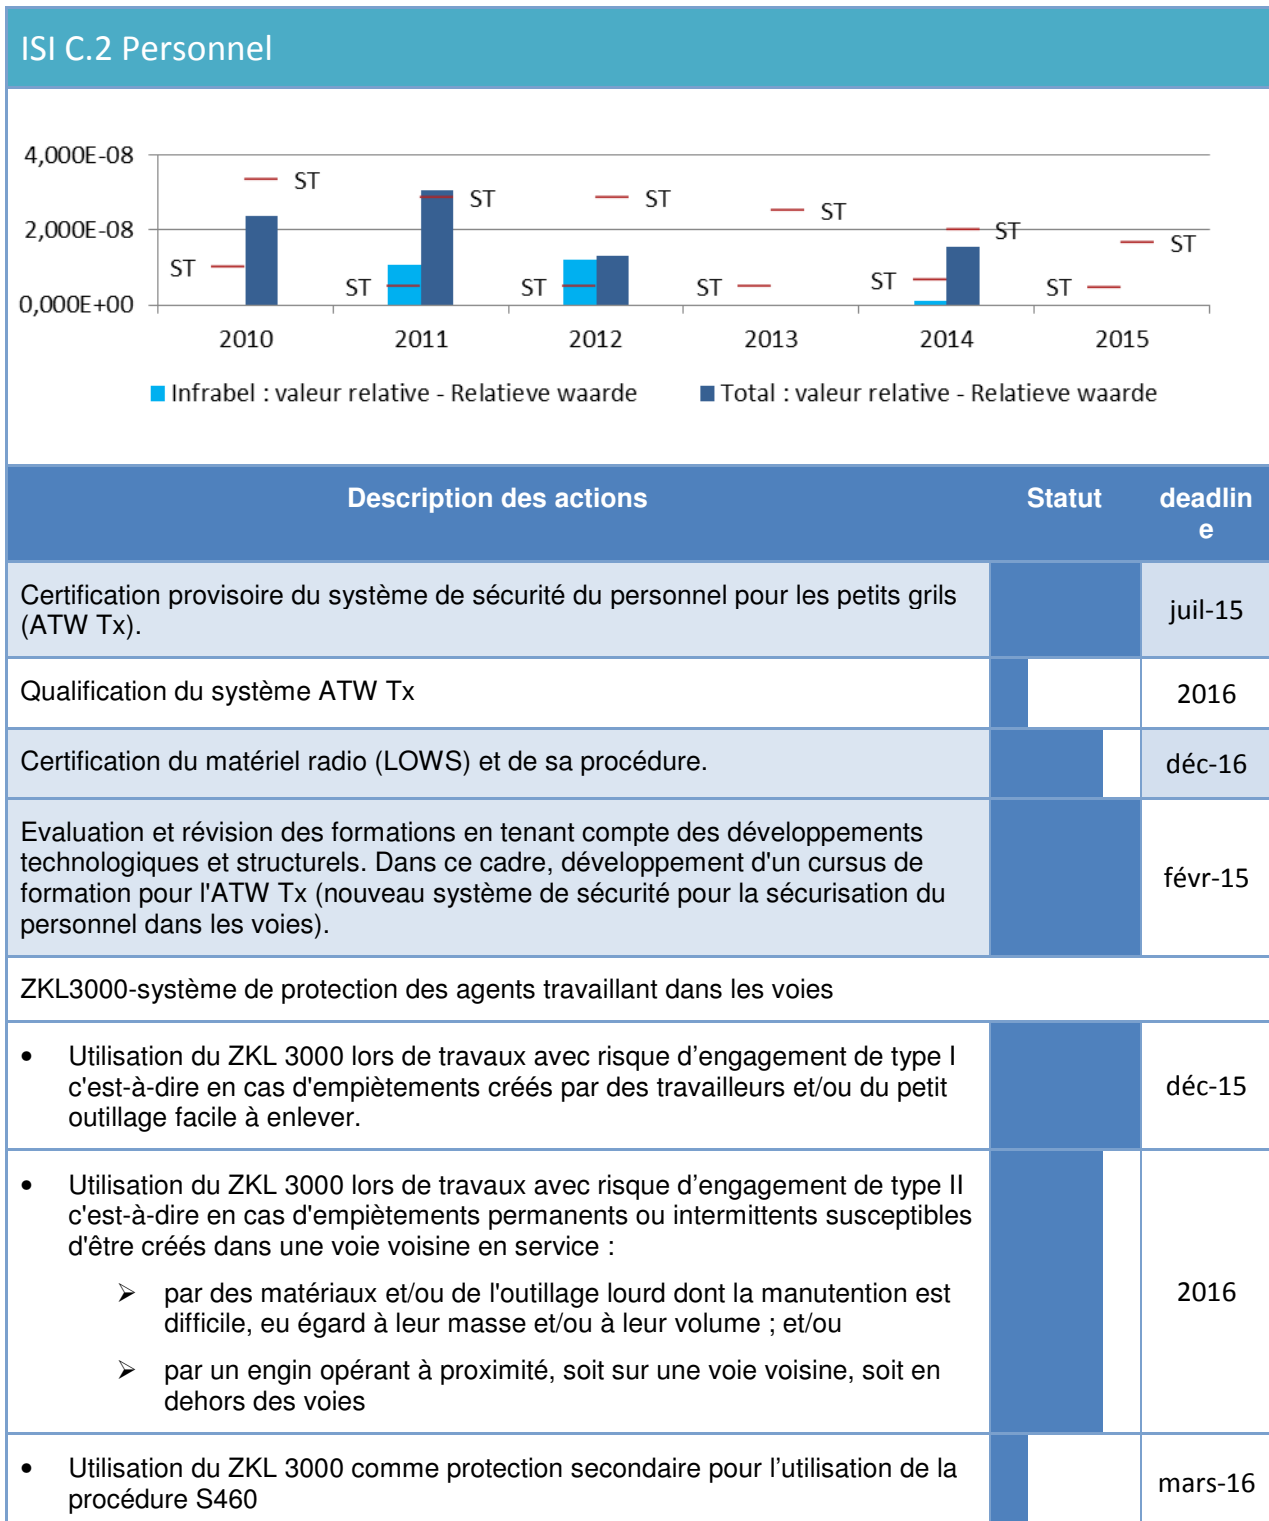 ISI C.2 Personnel
4,000E-08
2,000E-08
0,000E+00
ST
ST
ST
ST
ST
ST
ST
ST
ST
ST
ST
ST
2010
2011
2012
2013
2014
2015
Infrabel : valeur relative - Relatieve waarde
Total : valeur relative - Relatieve waarde
Description des actions
Statut
deadlin
e
Certification provisoire du système de sécurité du personnel pour les petits grils
(ATW Tx).
juil-15
Qualification du système ATW Tx
2016
Certification du matériel radio (LOWS) et de sa procédure.
déc-16
Evaluation et révision des formations en tenant compte des développements
technologiques et structurels. Dans ce cadre, développement d'un cursus de
formation pour l'ATW Tx (nouveau système de sécurité pour la sécurisation du
personnel dans les voies).
févr-15
ZKL3000-système de protection des agents travaillant dans les voies
• Utilisation du ZKL 3000 lors de travaux avec risque d’engagement de type I
c'est-à-dire en cas d'empiètements créés par des travailleurs et/ou du petit
outillage facile à enlever.
déc-15
• Utilisation du ZKL 3000 lors de travaux avec risque d’engagement de type II
c'est-à-dire en cas d'empiètements permanents ou intermittents susceptibles
d'être créés dans une voie voisine en service :
➢ par des matériaux et/ou de l'outillage lourd dont la manutention est
difficile, eu égard à leur masse et/ou à leur volume ; et/ou
➢ par un engin opérant à proximité, soit sur une voie voisine, soit en
dehors des voies
2016
• Utilisation du ZKL 3000 comme protection secondaire pour l’utilisation de la
procédure S460
mars-16